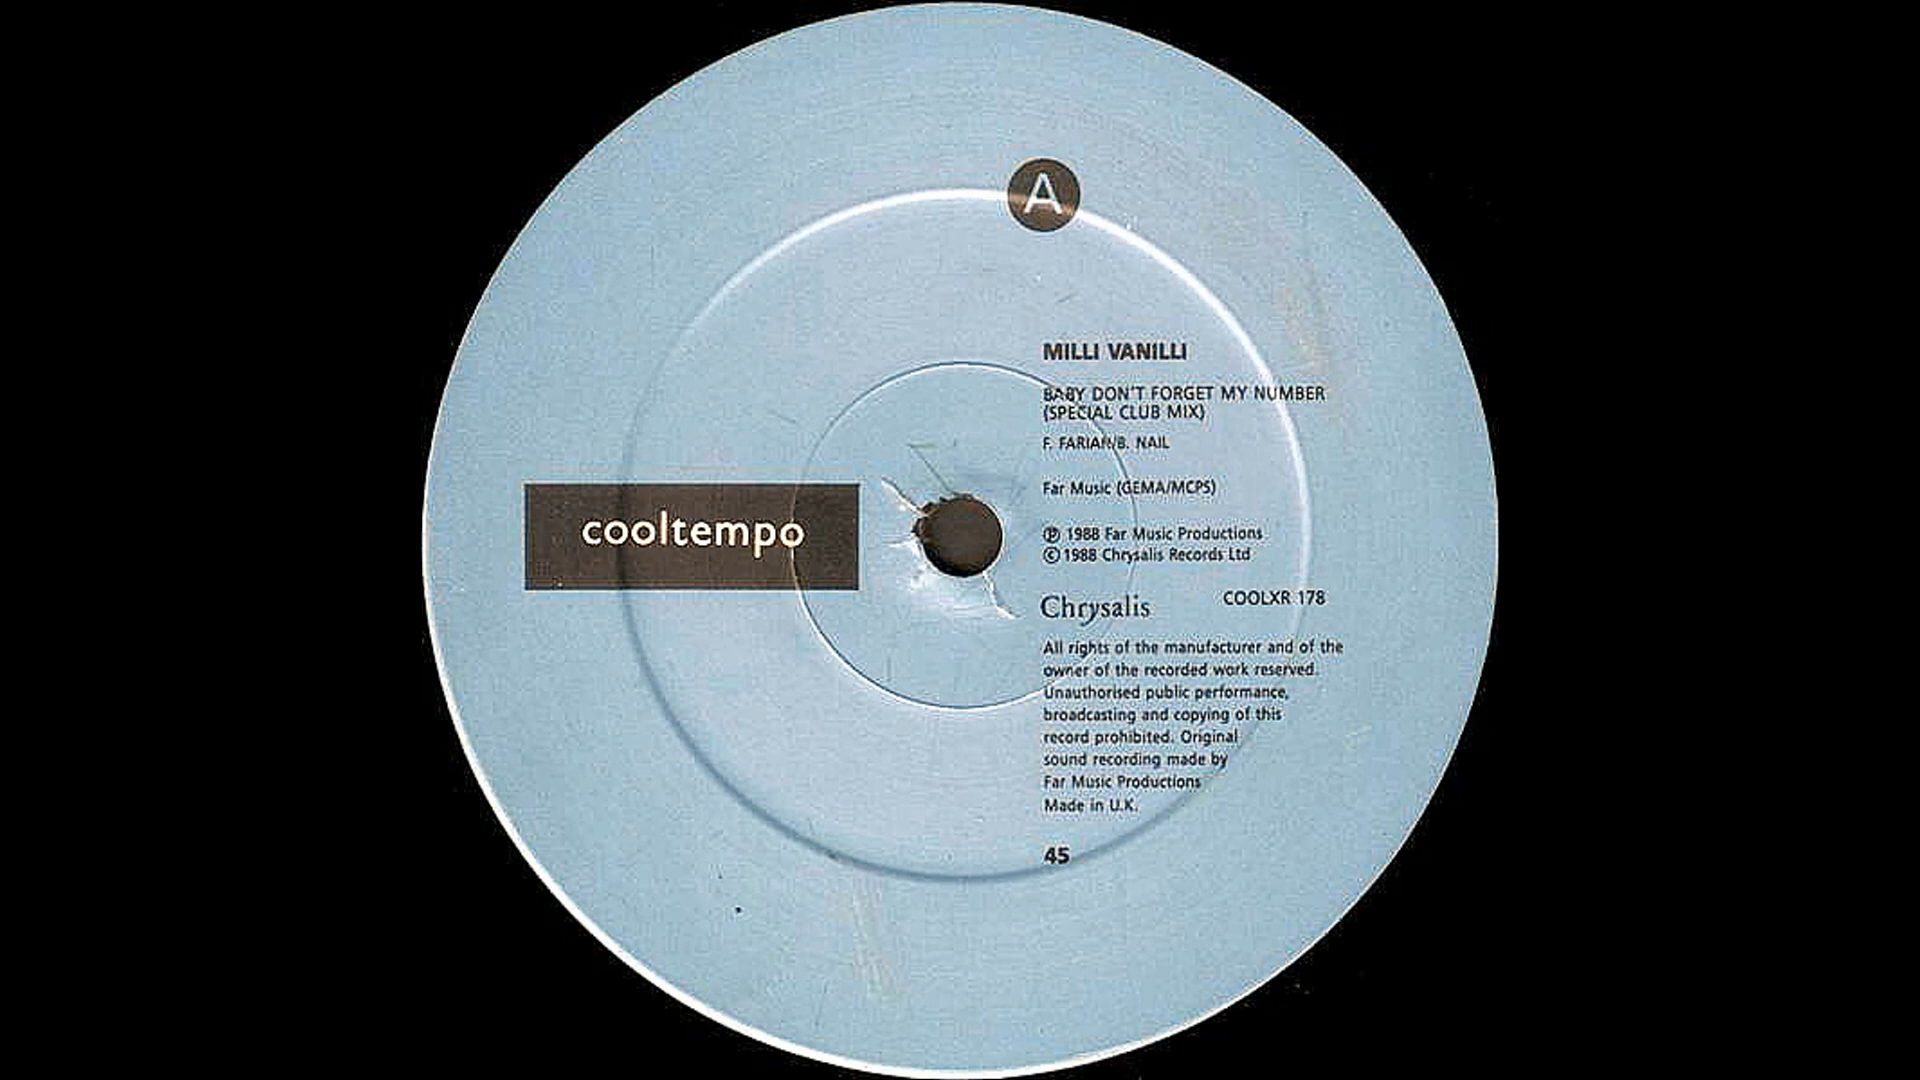 A
MILLI VANILLI
BABY DON'T FORGET MY NUMBER
(SPECIAL CLUB MIX)
F. FARIAN/B. NAIL
Far Music (GEMA/MCPS)
cooltempo
℗ 1988 Far Music Productions
© 1988 Chrysalis Records Ltd
Chrysalis COOLXR 178
All rights of the manufacturer and of the
owner of the recorded work reserved.
Unauthorised public performance,
broadcasting and copying of this
record prohibited. Original
sound recording made by
Far Music Productions
Made in U.K.
45